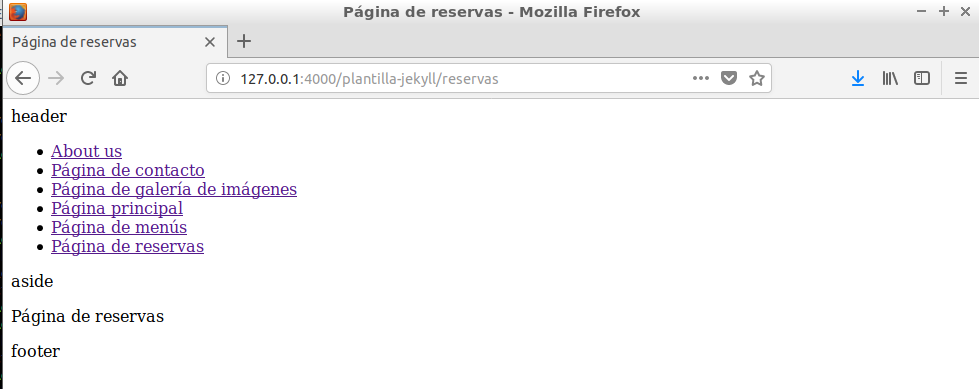 Página de reservas - Mozilla Firefox
Página de reservas
127.0.0.1:4000/plantilla-jekyll/reservas
header
About us
Página de contacto
Página de galería de imágenes
Página principal
Página de menús
Página de reservas
aside
Página de reservas
footer